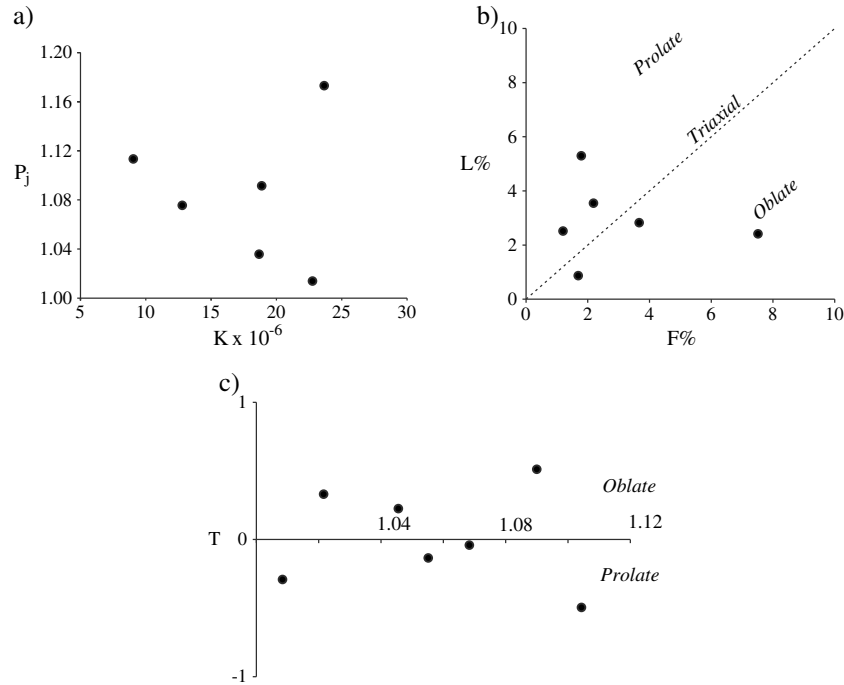 a)
1.20
1.16
1.12
P_j
1.08
1.04
1.00
5 10 15 20 25 30
K x 10^-6
b)
10
8
6
L%
4
2
0
0 2 4 6 8 10
F%
Prolate
Triaxial
Oblate
c)
1
Oblate
1.04 1.08 1.12
T 0
Prolate
-1